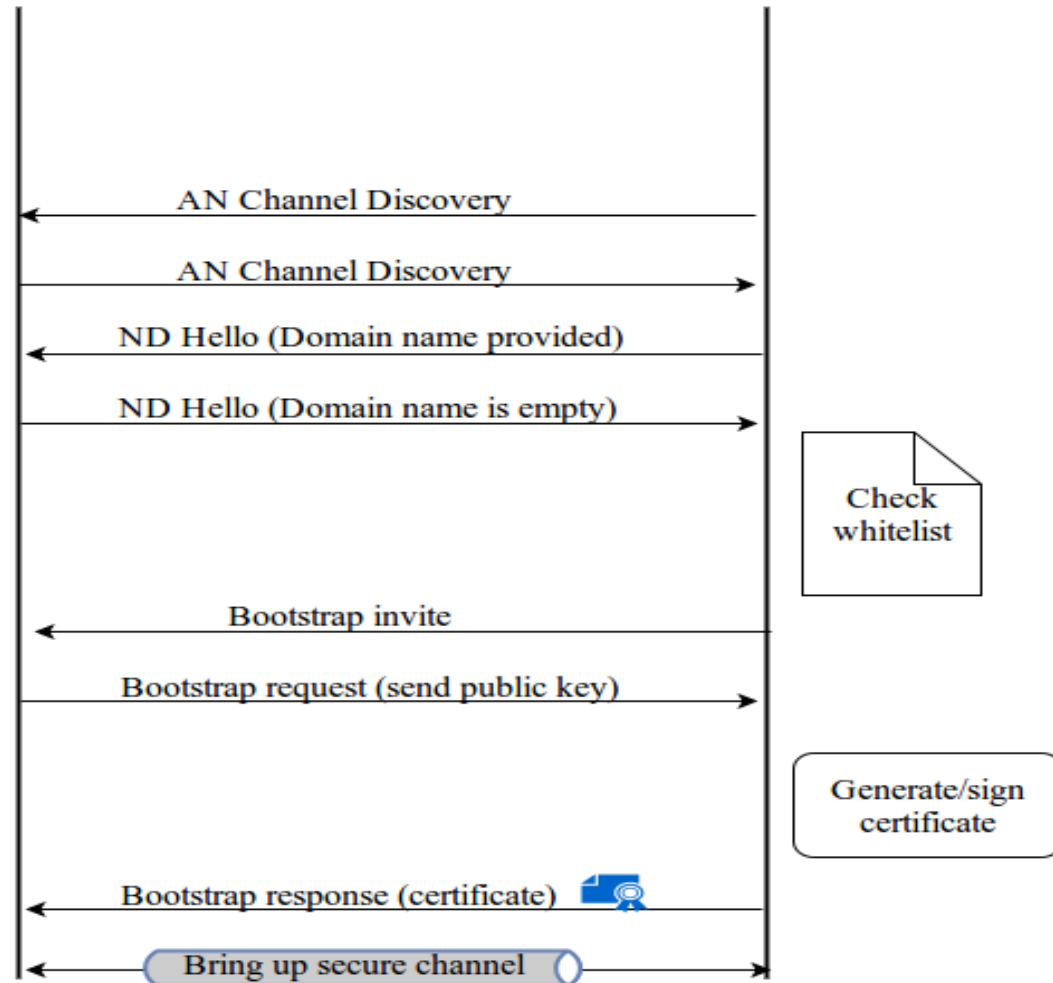 AN Channel Discovery
AN Channel Discovery
ND Hello (Domain name provided)
ND Hello (Domain name is empty)
Check
whitelist
Bootstrap invite
Bootstrap request (send public key)
Generate/sign
certificate
Bootstrap response (certificate)
Bring up secure channel